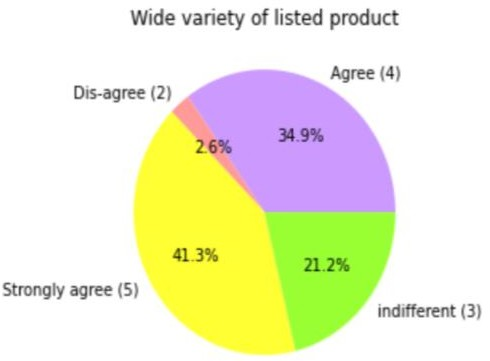 Wide variety of listed product
Agree (4)
Dis-agree (2)
34.9%
2.6%
41.3%
21.2%
Strongly agree (5)
indifferent (3)